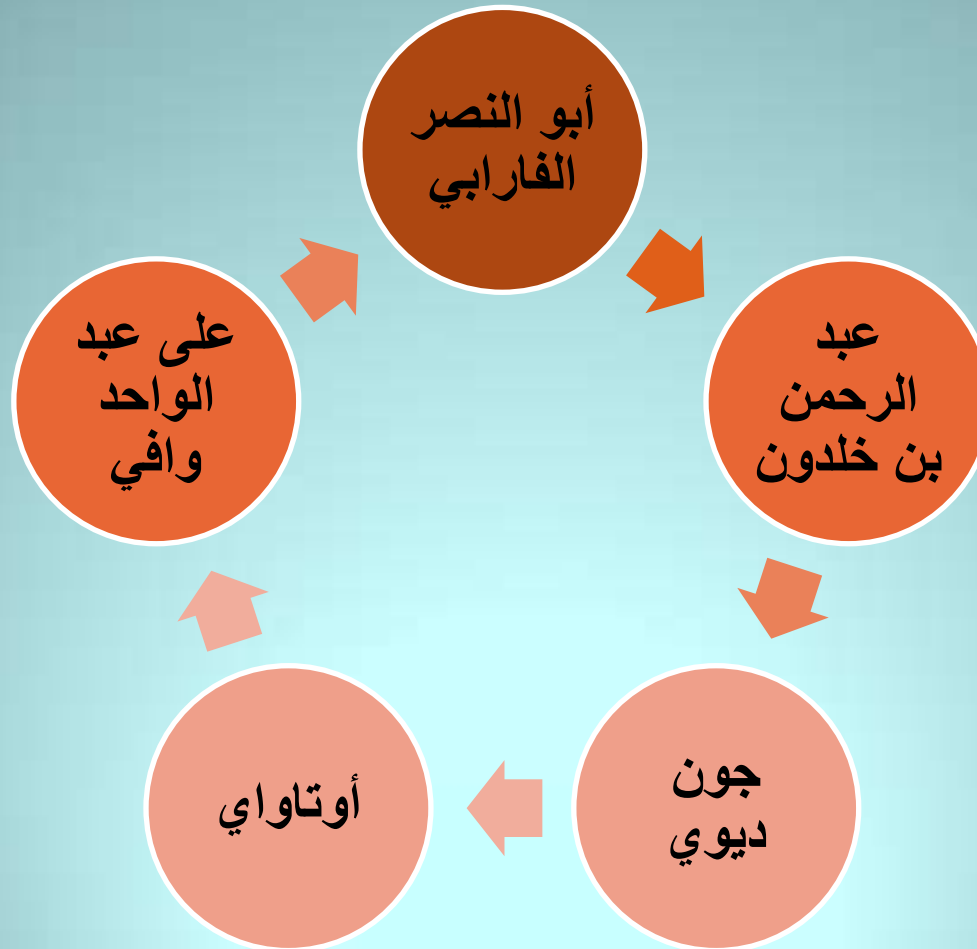 أبو النصر
الفارابي
عبد
الرحمن
بن خلدون
جون
ديوي
أوتاواي
على عبد
الواحد
وافي